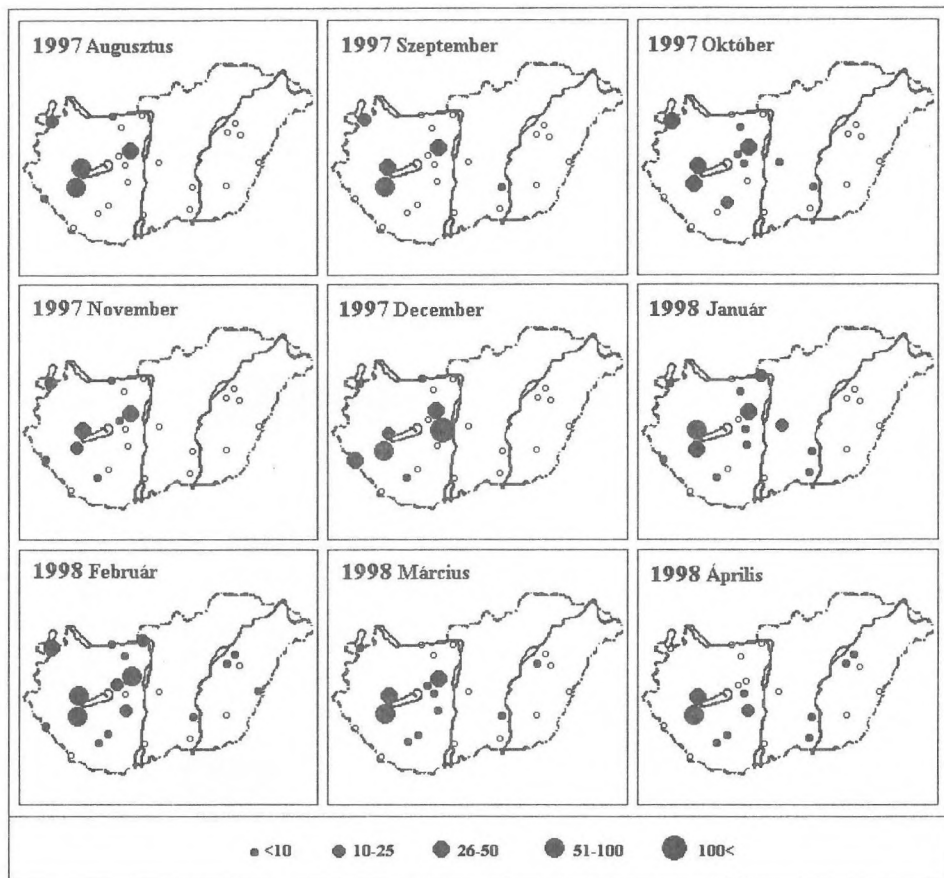 1997 Augusztus
1997 Szeptember
1997 Október
1997 November
1997 December
1998 Január
1998 Február
1998 Március
1998 Április
<10 10-25 26-50 51-100 100<